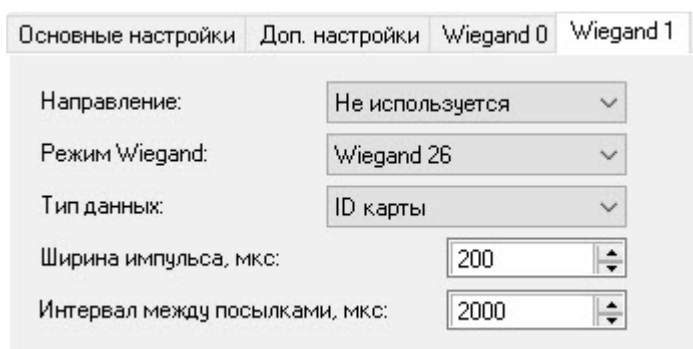 Основные настройки Доп. настройки Wiegand 0 Wiegand 1
Направление: Не используется
Режим Wiegand: Wiegand 26
Тип данных: ID карты
Ширина импульса, мкс: 200
Интервал между посылками, мкс: 2000